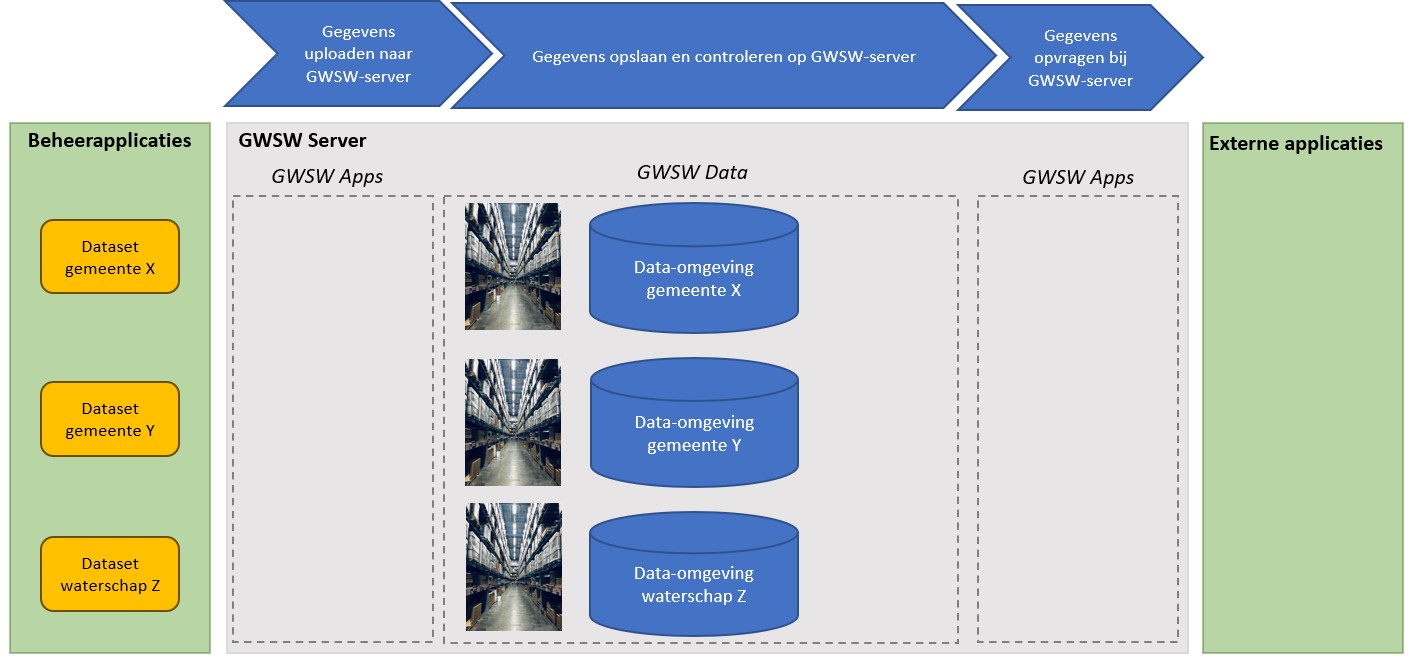 Gegevens
uploaden naar
GWSW-server
Gegevens opslaan en controleren op GWSW-server
Gegevens
opvragen bij
GWSW-server
Beheerapplicaties
GWSW Server
Externe applicaties
GWSW Apps
GWSW Data
GWSW Apps
Dataset
gemeente X
Data-omgeving
gemeente X
Dataset
gemeente Y
Data-omgeving
gemeente Y
Dataset
waterschap Z
Data-omgeving
waterschap Z